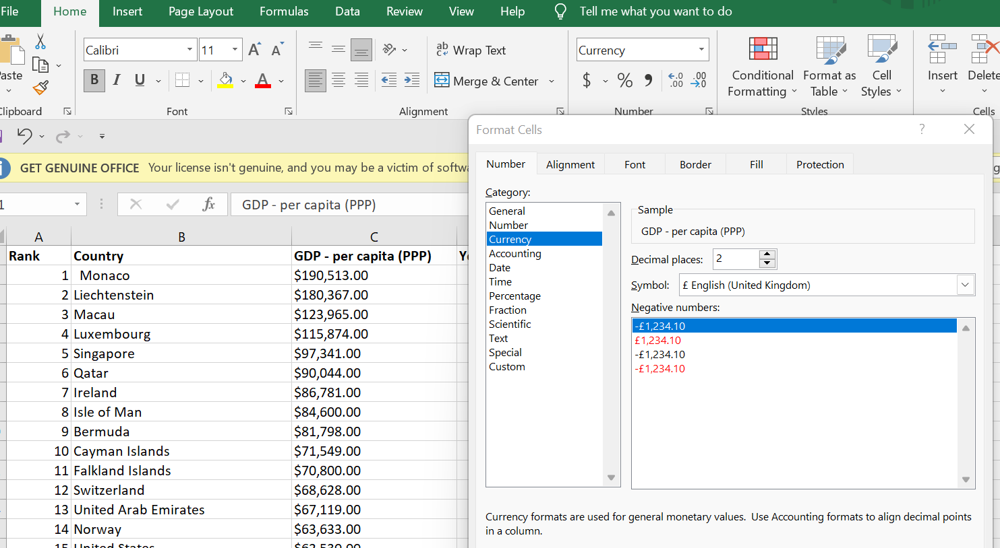 File Home Insert Page Layout Formulas Data Review View Help Tell me what you want to do
Calibri 11 A A
ab Wrap Text
Currency
B I U A
Merge & Center
$ % , .00 .0 .00 .0
Conditional Formatting
Format as Table
Cell Styles
Insert
Font
Alignment
Number
Styles
Cells
GET GENUINE OFFICE Your license isn't genuine, and you may be a victim of
fx GDP - per capita (PPP)
A B C
Rank Country GDP - per capita (PPP)
1 Monaco $190,513.00
2 Liechtenstein $180,367.00
3 Macau $123,965.00
4 Luxembourg $115,874.00
5 Singapore $97,341.00
6 Qatar $90,044.00
7 Ireland $86,781.00
8 Isle of Man $84,600.00
9 Bermuda $81,798.00
10 Cayman Islands $71,549.00
11 Falkland Islands $70,800.00
12 Switzerland $68,628.00
13 United Arab Emirates $67,119.00
14 Norway $63,633.00
Format Cells ?
Number Alignment Font Border Fill Protection
Category:
General
Number
Currency
Accounting
Date
Time
Percentage
Fraction
Scientific
Text
Special
Custom
Sample
GDP - per capita (PPP)
Decimal places: 2
Symbol: £ English (United Kingdom)
Negative numbers:
-£1,234.10
£1,234.10
-£1,234.10
-£1,234.10
Currency formats are used for general monetary values. Use Accounting formats to align decimal points
in a column.